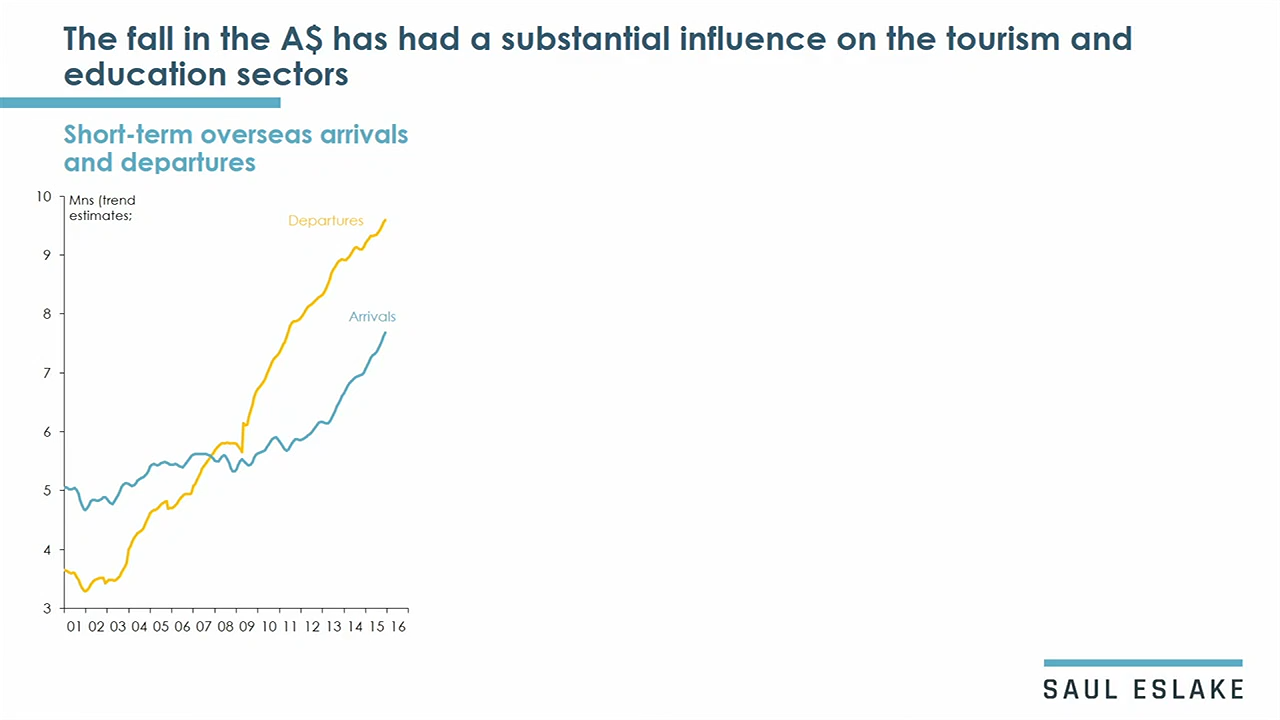 The fall in the A$ has had a substantial influence on the tourism and
education sectors
Short-term overseas arrivals
and departures
Mns (trend
estimates;
10
9
8
7
6
5
4
3
Departures
Arrivals
01 02 03 04 05 06 07 08 09 10 11 12 13 14 15 16
SAUL ESLAKE